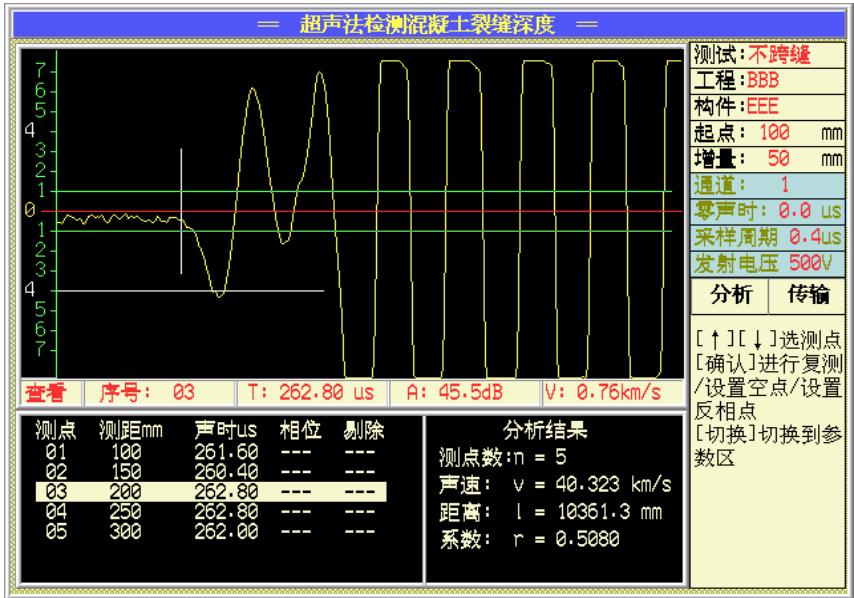 == 超声法检测混凝土裂缝深度 ==
7
6
5
4
3
2
1
0
1
2
3
4
5
6
7
查看 序号: 03 T: 262.80 us A: 45.5dB V: 0.76km/s
测点 测距mm 声时us 相位 剔除
01 100 261.60 --- ---
02 150 260.40 --- ---
03 200 262.80 --- ---
04 250 262.80 --- ---
05 300 262.00 --- ---
分析结果
测点数:n = 5
声速: v = 40.323 km/s
距离: l = 10361.3 mm
系数: r = 0.5080
测试:不跨缝
工程:BBB
构件:EEE
起点: 100 mm
增量: 50 mm
通道: 1
零声时: 0.0 us
采样周期 0.4us
发射电压 500V
分析 传输
[↑][↓]选测点
[确认]进行复测
/设置空点/设置
反相点
[切换]切换到参
数区